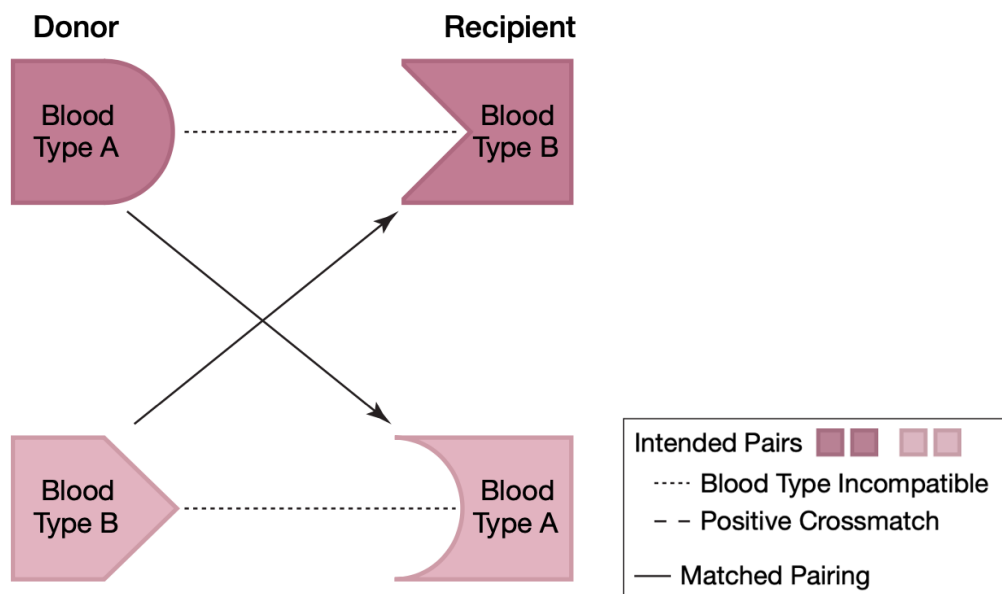 Donor
Recipient
Blood
Type A
Blood
Type B
Blood
Type B
Blood
Type A
Intended Pairs
Blood Type Incompatible
Positive Crossmatch
Matched Pairing